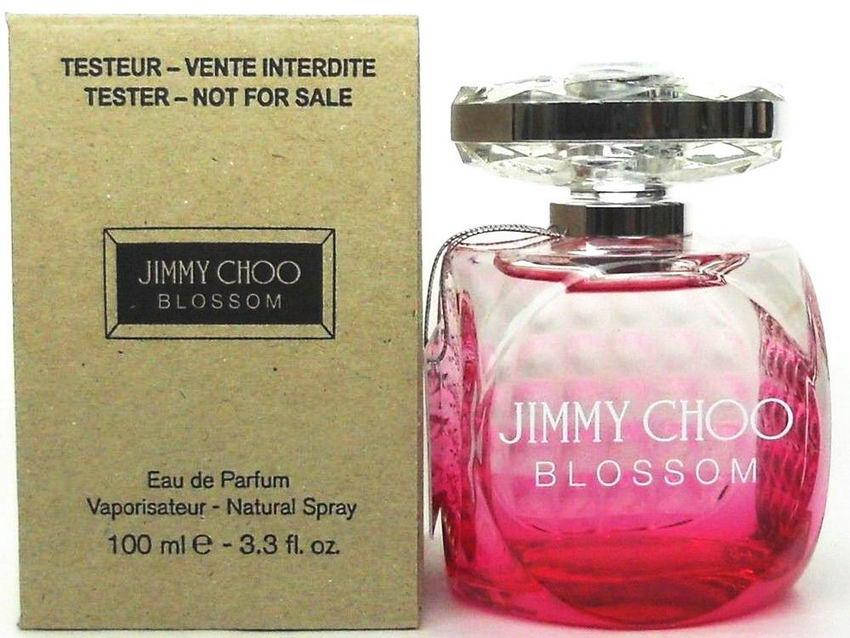 TESTEUR – VENTE INTERDITE
TESTER – NOT FOR SALE
JIMMY CHOO
BLOSSOM
Eau de Parfum
Vaporisateur - Natural Spray
100 ml ℮ - 3.3 fl. oz.
JIMMY CHOO
BLOSSOM